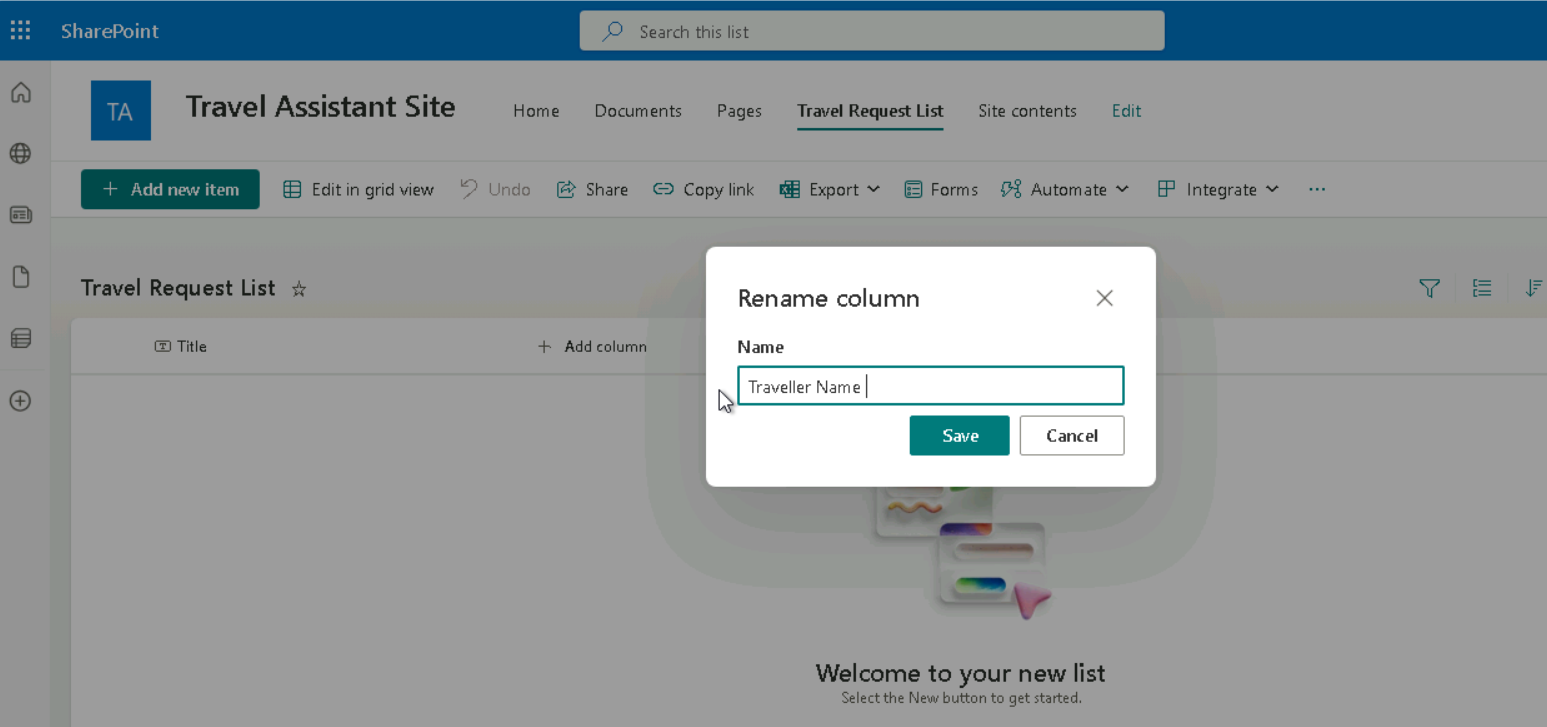 SharePoint
Search this list
TA
Travel Assistant Site
Home Documents Pages Travel Request List Site contents Edit
+ Add new item Edit in grid view Undo Share Copy link Export Forms Automate Integrate ...
Travel Request List
Rename column
Name
Title + Add column
Traveller Name
Save Cancel
Welcome to your new list
Select the New button to get started.